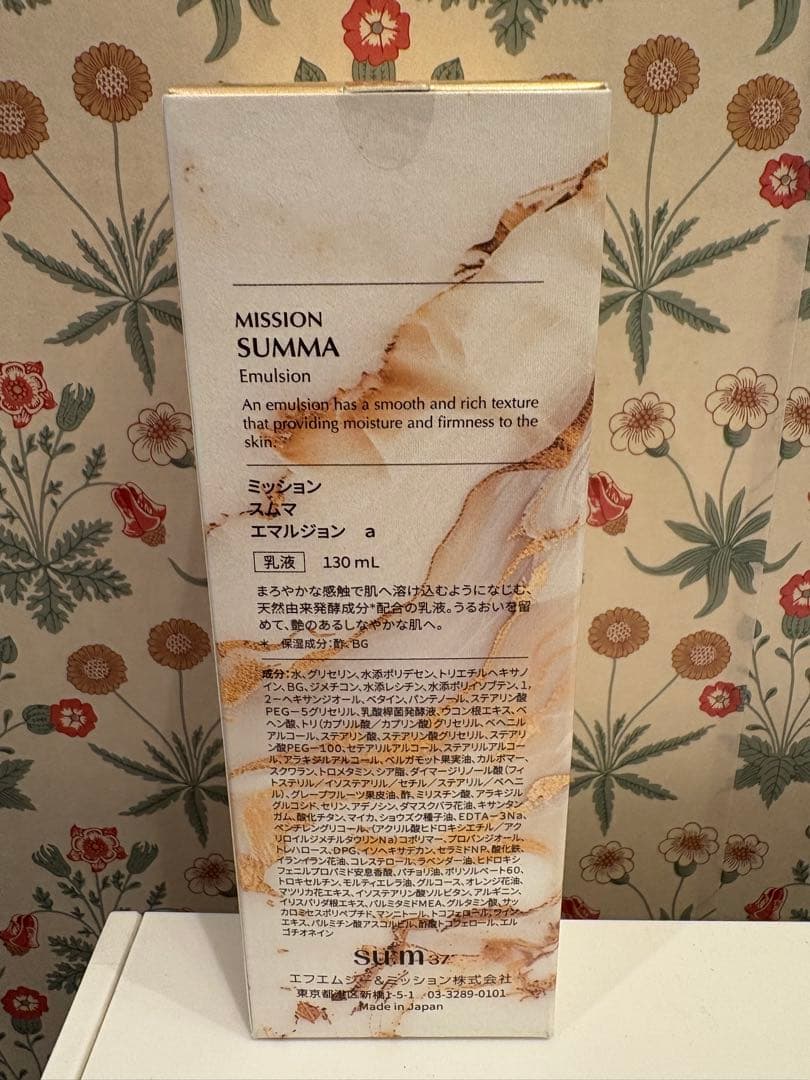 MISSION
SUMMA
Emulsion
An emulsion has a smooth and rich texture
that providing moisture and firmness to the
skin.
ミッション
スムマ
エマルジョン a
乳液 130 mL
まろやかな感触で肌へ溶け込むようになじむ、
天然由来発酵成分*配合の乳液。うるおいを留
めて、艶のあるしなやかな肌へ。
* 保湿成分:酢、BG
成分:水、グリセリン、水添ポリデセン、トリエチルヘキサノ
イン、BG、ジメチコン、水添レシチン、水添ポリイソブテン、1,
2-ヘキサンジオール、ベタイン、パンテノール、ステアリン酸
PEG-5グリセリル、乳酸桿菌発酵液、ウコン根エキス、ベ
ヘン酸、トリ(カプリル酸/カプリン酸)グリセリル、ベヘニル
アルコール、ステアリン酸、ステアリン酸グリセリル、ステアリ
ン酸PEG-100、セテアリルアルコール、ステアリルアルコー
ル、アラキジルアルコール、ベルガモット果実油、カルボマー、
スクワラン、トロメタミン、シア脂、ダイマージリノール酸(フィ
トステリル/イソステアリル/セチル/ステアリル/ベヘニ
ル)、グレープフルーツ果皮油、酢、ミリスチン酸、アラキジル
グルコシド、セリン、アデノシン、ダマスクバラ花油、キサンタン
ガム、酸化チタン、マイカ、ショウズク種子油、EDTA-3Na、
ペンチレングリコール、(アクリル酸ヒドロキシエチル/アク
リロイルジメチルタウリンNa)コポリマー、プロパンジオール、
トレハロース、DPG、イソヘキサデカン、セラミドNP、酸化鉄、
イランイラン花油、コレステロール、ラベンダー油、ヒドロキシ
フェニルプロパミド安息香酸、パチョリ油、ポリソルベート60、
トロキセルチン、モルティエレラ油、グルコース、オレンジ花油、
マツリカ花エキス、イソステアリン酸ソルビタン、アルギニン、
イリスパリダ根エキス、パルミタミドMEA、グルタミン酸、サッ
カロミセスポリペプチド、マンニトール、トコフェロール、ワイン
エキス、パルミチン酸アスコルビル、酢酸トコフェロール、エル
ゴチオネイン
su:m37°
エフエムジー&ミッション株式会社
東京都港区新橋1-5-1 03-3289-0101
Made in Japan